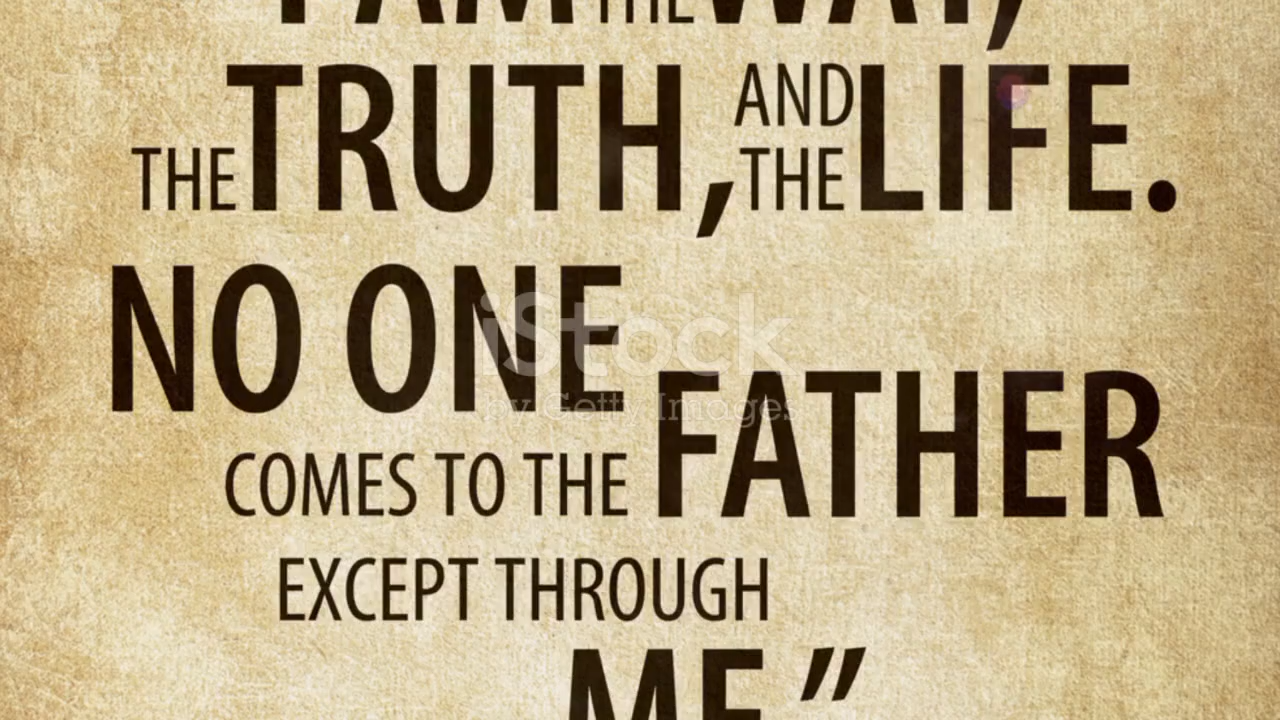 I AM THE WAY,
THE TRUTH, AND THE LIFE.
NO ONE
COMES TO THE FATHER
EXCEPT THROUGH
ME”
iStock
by Getty Images